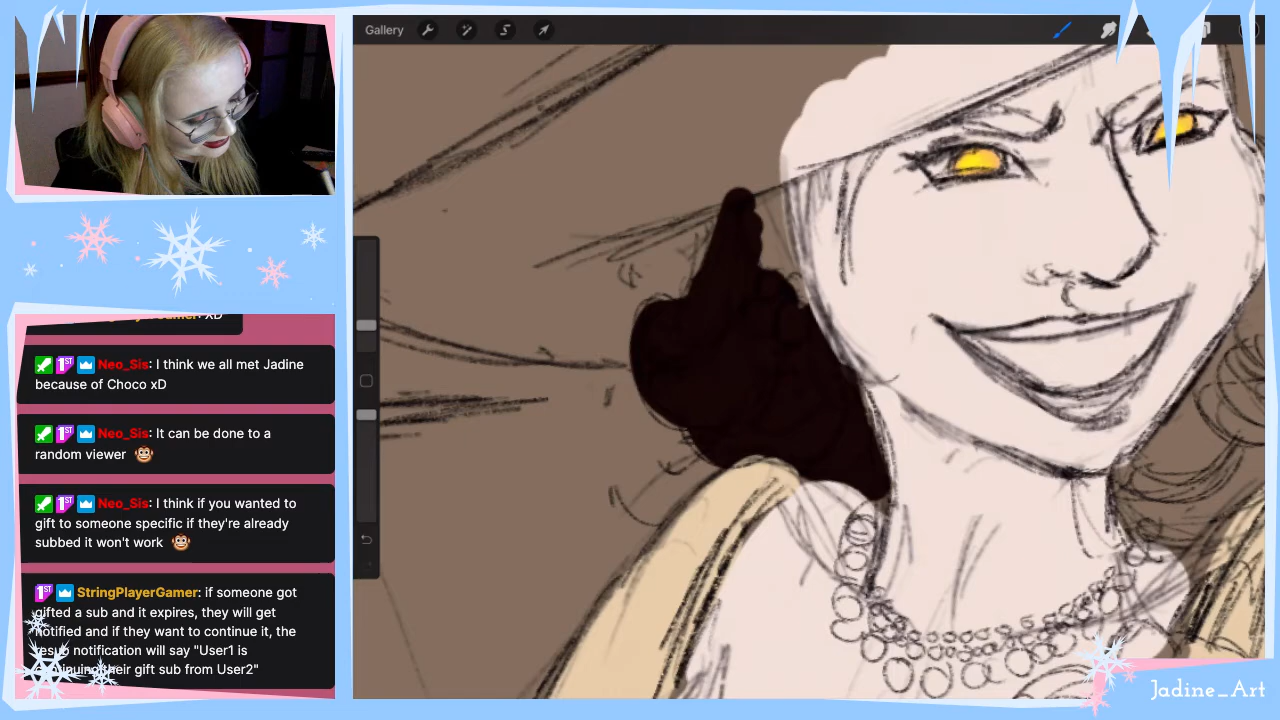 Gallery
XD
Neo_Sis: I think we all met Jadine
because of Choco xD
Neo_Sis: It can be done to a
random viewer
Neo_Sis: I think if you wanted to
gift to someone specific if they're already
subbed it won't work
1ST StringPlayerGamer: if someone got
gifted a sub and it expires, they will get
notified and if they want to continue it, the
resub notification will say "User1 is
continuing their gift sub from User2"
Jadine_Art